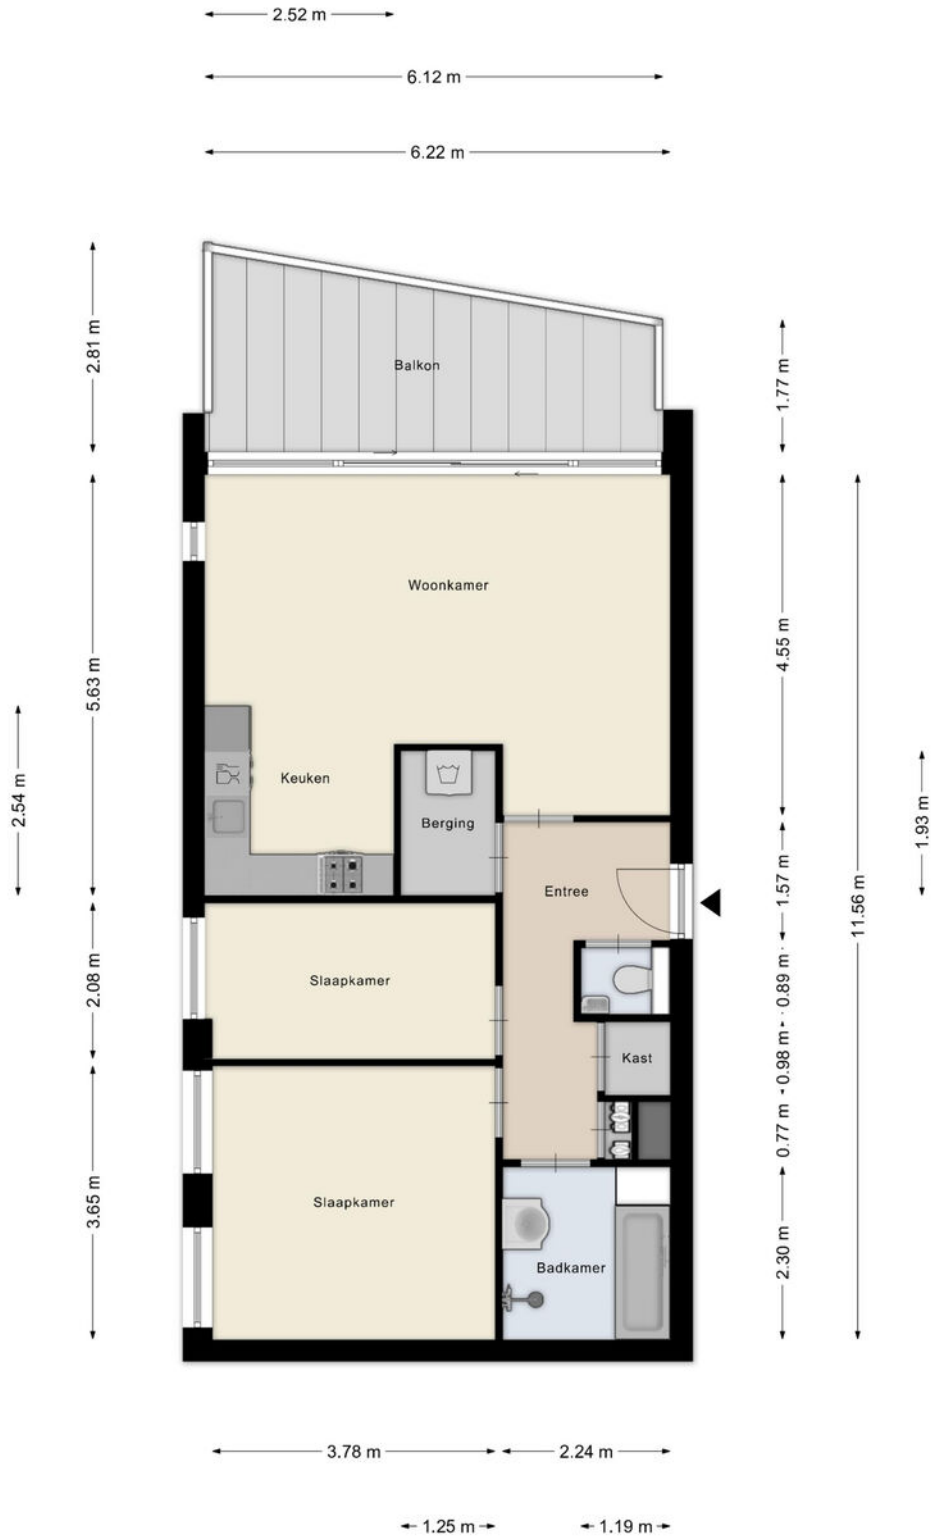 2.52 m
6.12 m
6.22 m
2.81 m
Balkon
1.77 m
Woonkamer
5.63 m
4.55 m
2.54 m
Keuken
Berging
1.93 m
Entree
1.57 m
11.56 m
Slaapkamer
2.08 m
0.89 m
Kast
0.98 m
0.77 m
Slaapkamer
3.65 m
Badkamer
2.30 m
3.78 m
2.24 m
1.25 m
1.19 m